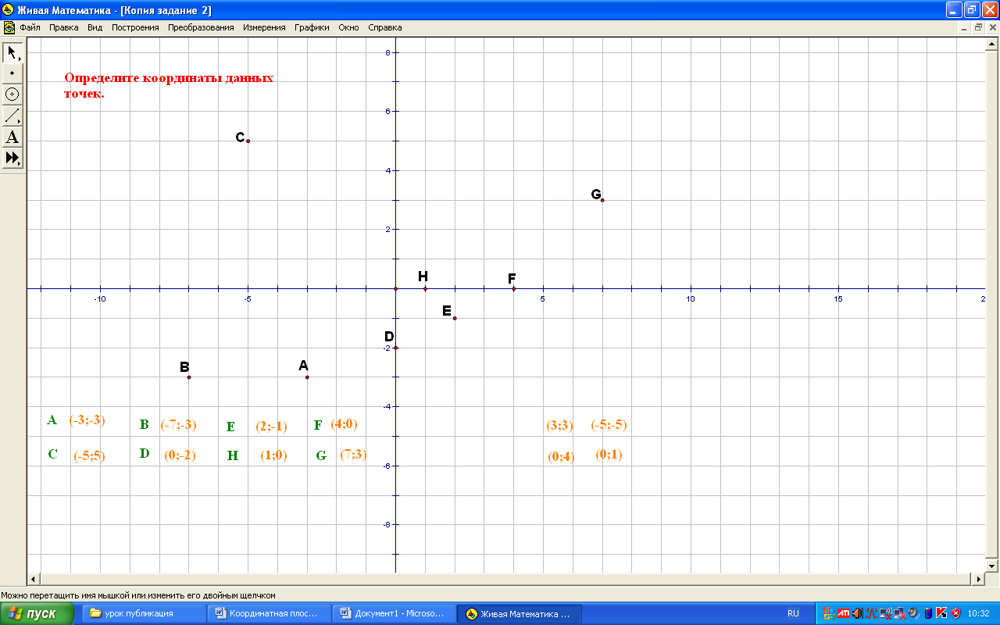 Живая Математика - [Копия задание 2]
Файл Правка Вид Построения Преобразования Измерения Графики Окно Справка
Определите координаты данных
точек.
8
6
C
4
G
2
H F
-10 -5 5 10 15 2
E
D
-2
B A
-4
A (-3;-3) B (-7;-3) E (2;-1) F (4;0) (3;3) (-5;-5)
C (-5;5) D (0;-2) H (1;0) G (7;3) (0;4) (0;1)
-6
-8
Можно перетащить имя мышкой или изменить его двойным щелчком
пуск урок публикация Координатная плос... Документ1 - Microso... Живая Математика ... RU 10:32